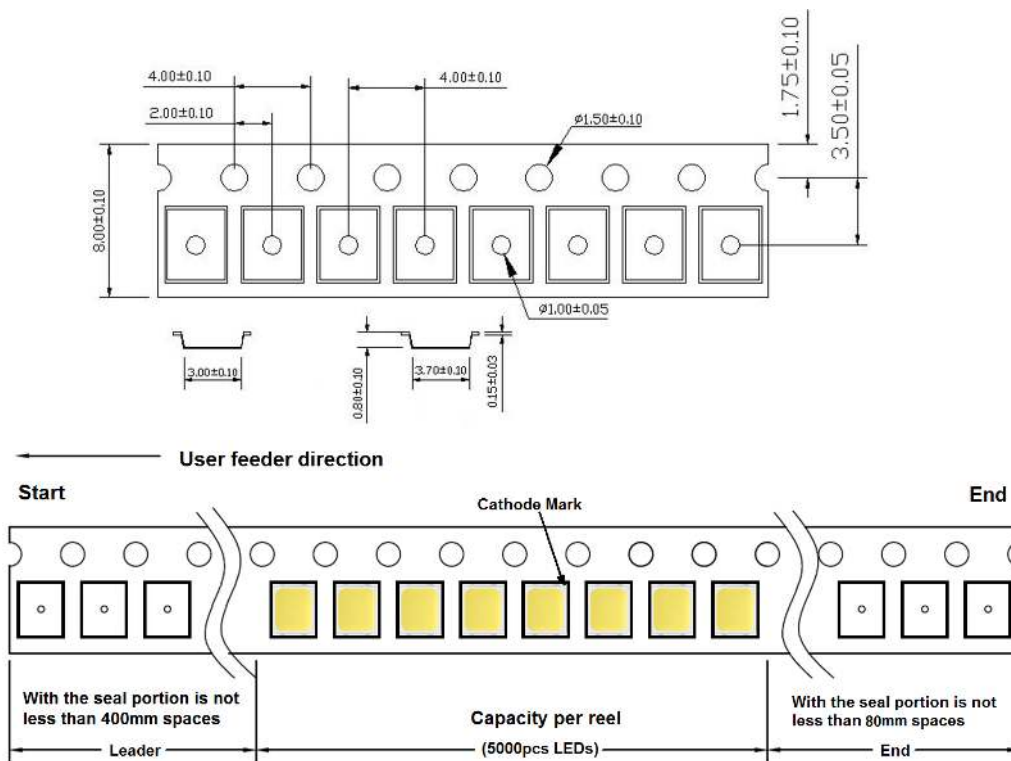 4.00±0.10
4.00±0.10
2.00±0.10
ø1.50±0.10
1.75±0.10
3.50±0.05
8.00±0.10
ø1.00±0.05
3.00±0.10
0.80±0.10
3.70±0.10
0.15±0.03
User feeder direction
Start
End
Cathode Mark
With the seal portion is not
less than 400mm spaces
Capacity per reel
With the seal portion is not
less than 80mm spaces
Leader
(5000pcs LEDs)
End